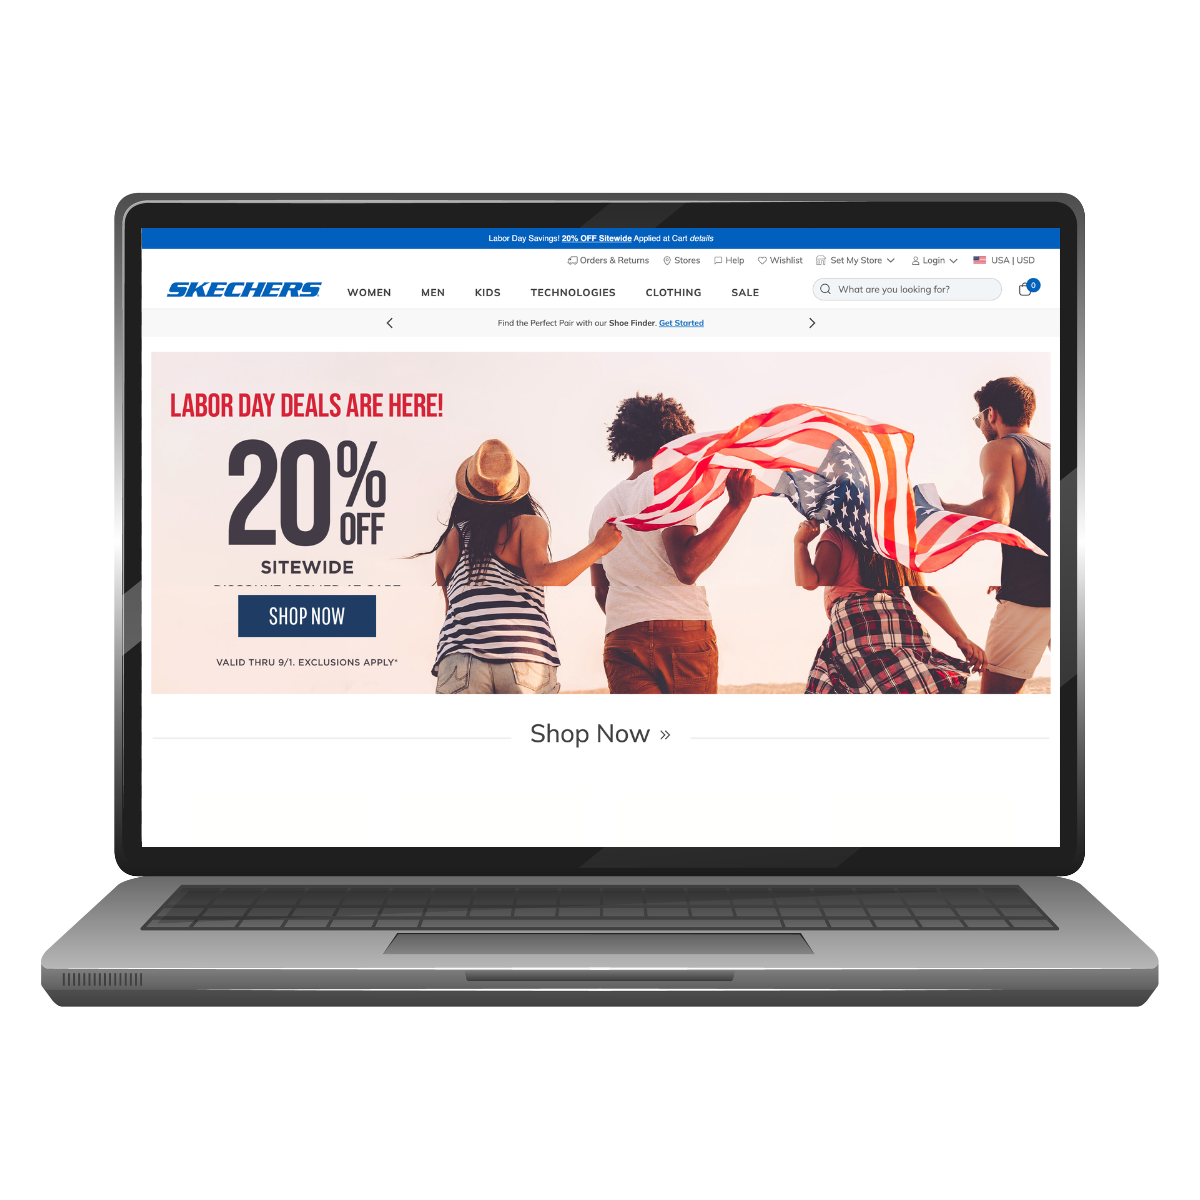 Labor Day Savings! 20% OFF Sitewide Applied at Cart details
Orders & Returns Stores Help Wishlist Set My Store Login USA | USD
SKECHERS WOMEN MEN KIDS TECHNOLOGIES CLOTHING SALE What are you looking for? 0
Find the Perfect Pair with our Shoe Finder. Get Started
LABOR DAY DEALS ARE HERE!
20%
OFF
SITEWIDE
SHOP NOW
VALID THRU 9/1. EXCLUSIONS APPLY*
Shop Now »